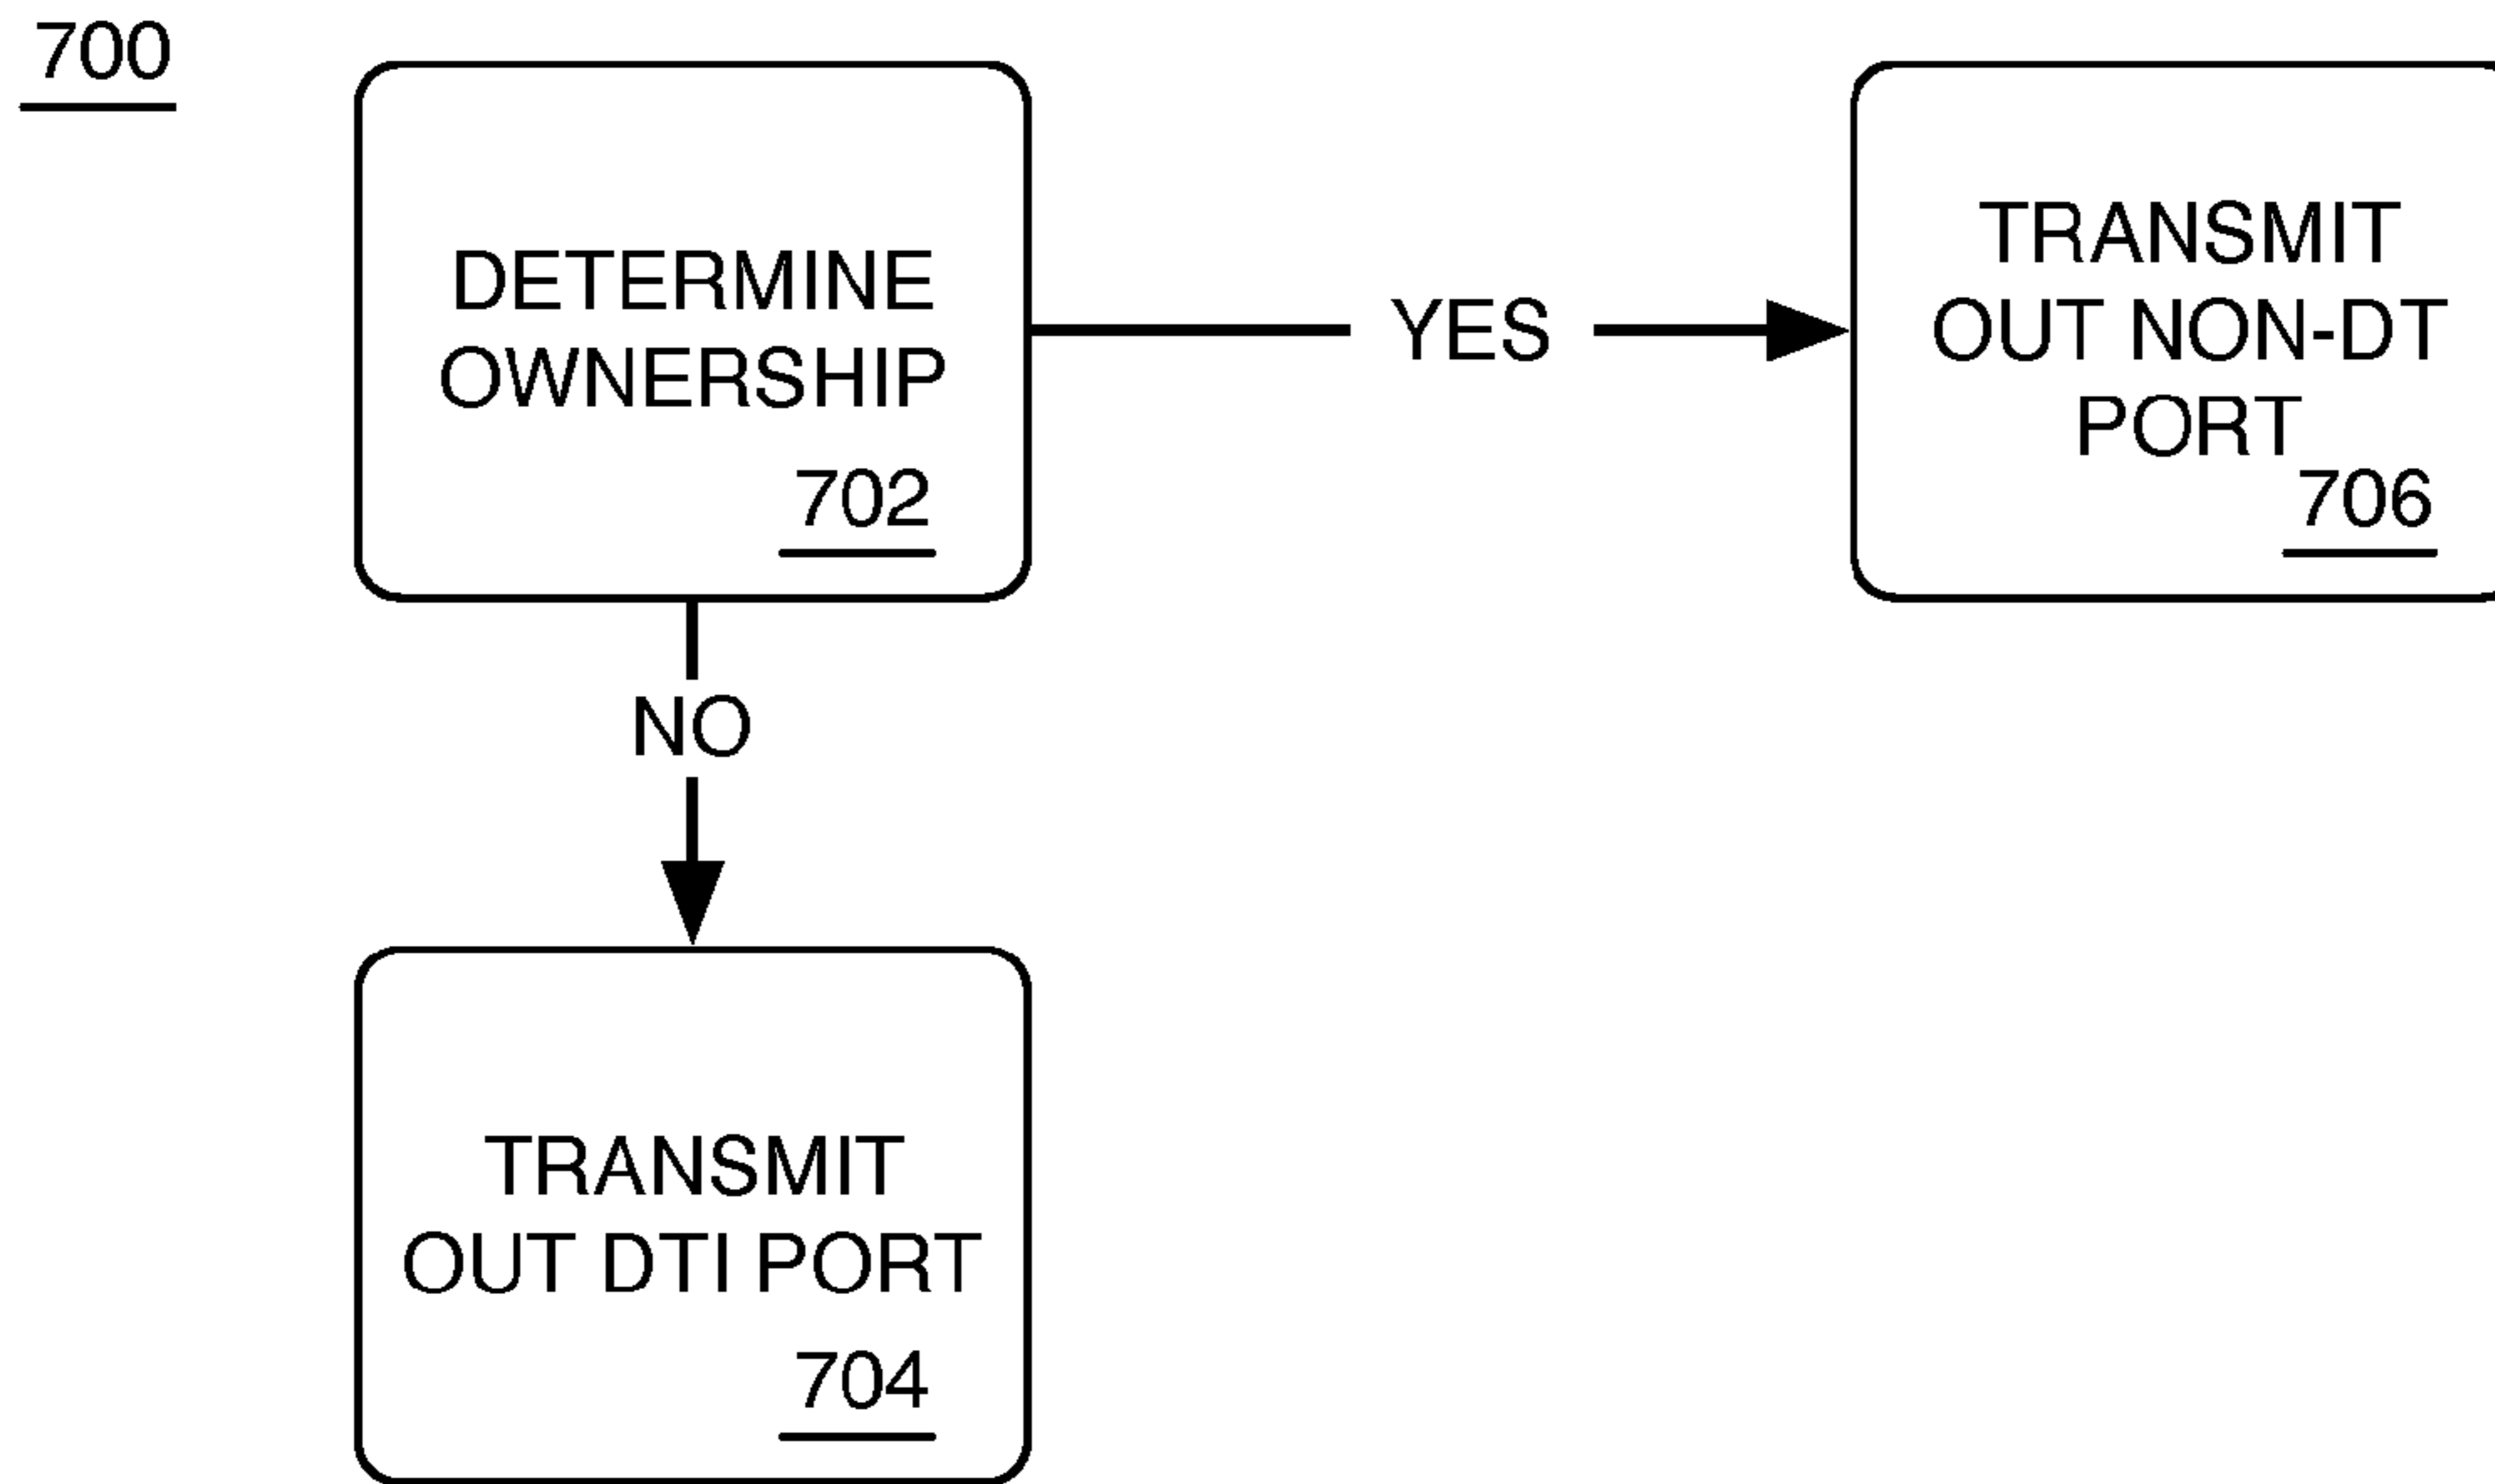 700
DETERMINE
OWNERSHIP
702
YES
TRANSMIT
OUT NON-DT
PORT
706
NO
TRANSMIT
OUT DTI PORT
704